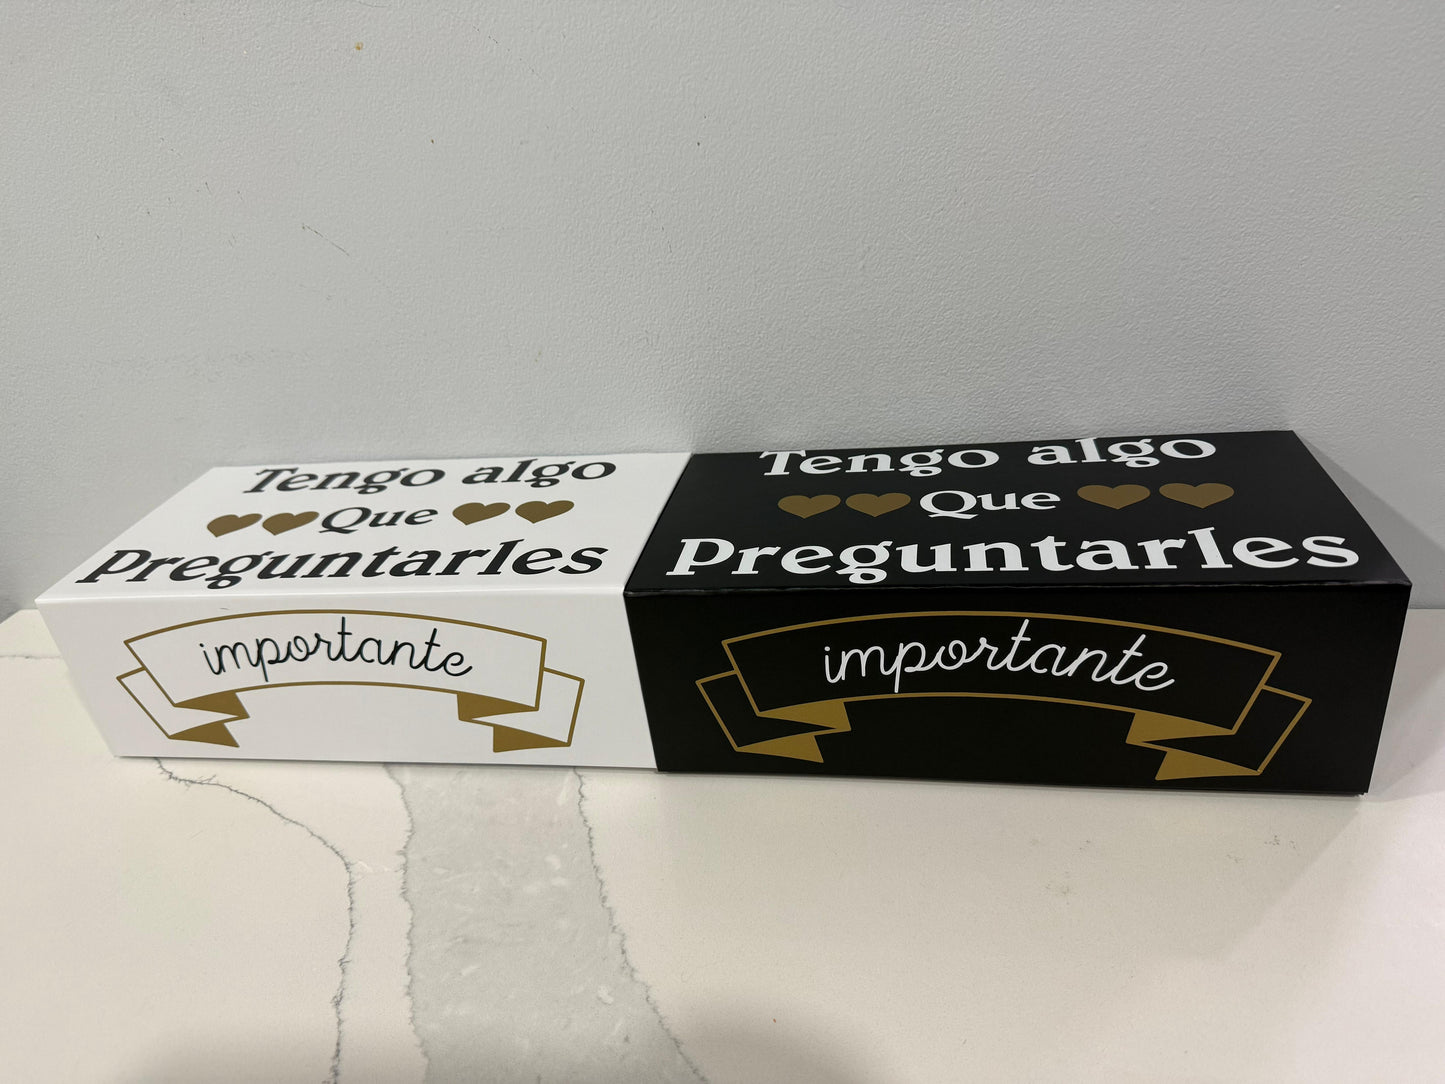 Tengo algo
Que
Preguntarles
importante
Tengo algo
Que
Preguntarles
importante